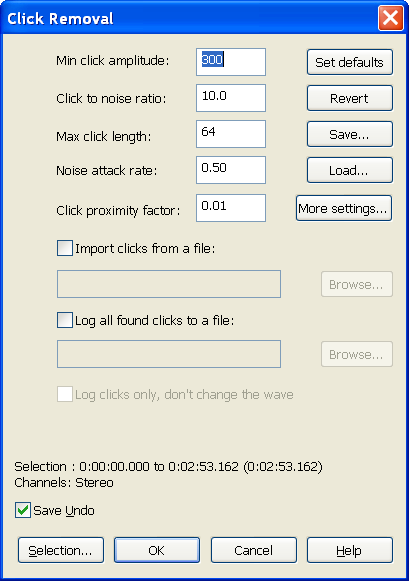 Click Removal
Min click amplitude: 300 Set defaults
Click to noise ratio: 10.0 Revert
Max click length: 64 Save...
Noise attack rate: 0.50 Load...
Click proximity factor: 0.01 More settings...
Import clicks from a file:
Browse...
Log all found clicks to a file:
Browse...
Log clicks only, don't change the wave
Selection : 0:00:00.000 to 0:02:53.162 (0:02:53.162)
Channels: Stereo
Save Undo
Selection... OK Cancel Help